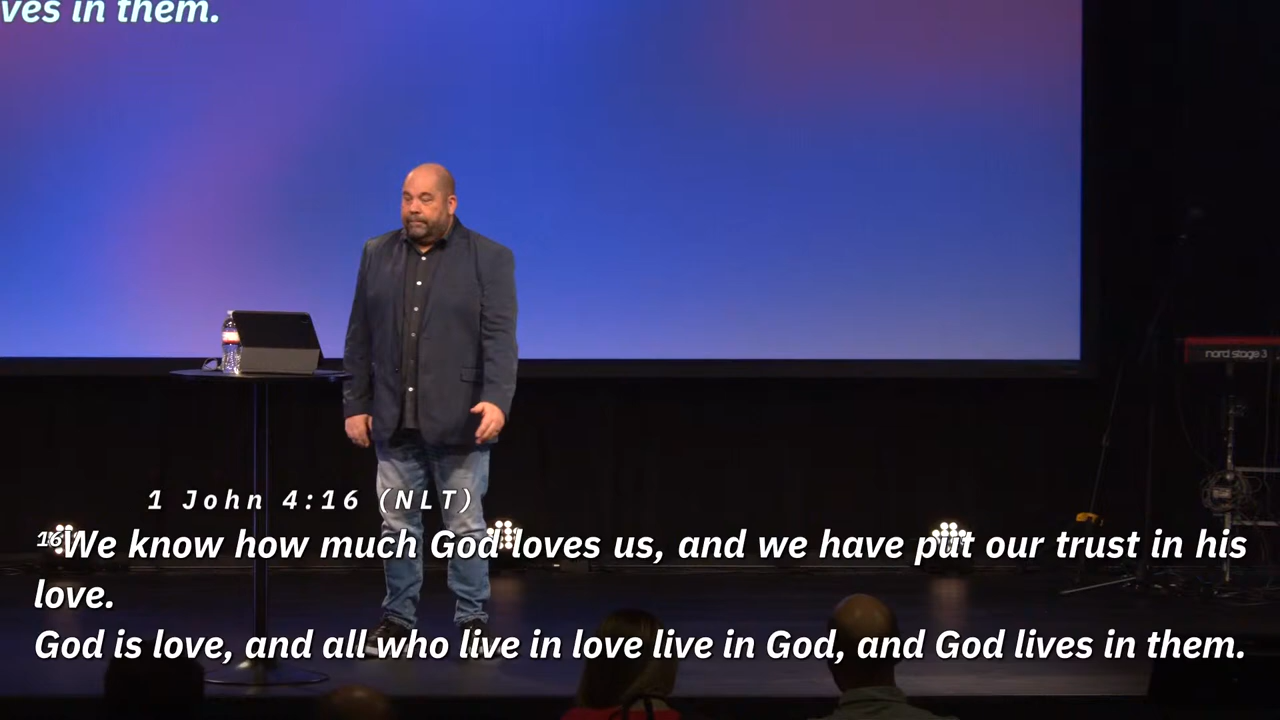 ves in them.
nord stage 3
1 John 4:16 (NLT)
16 We know how much God loves us, and we have put our trust in his
love.
God is love, and all who live in love live in God, and God lives in them.